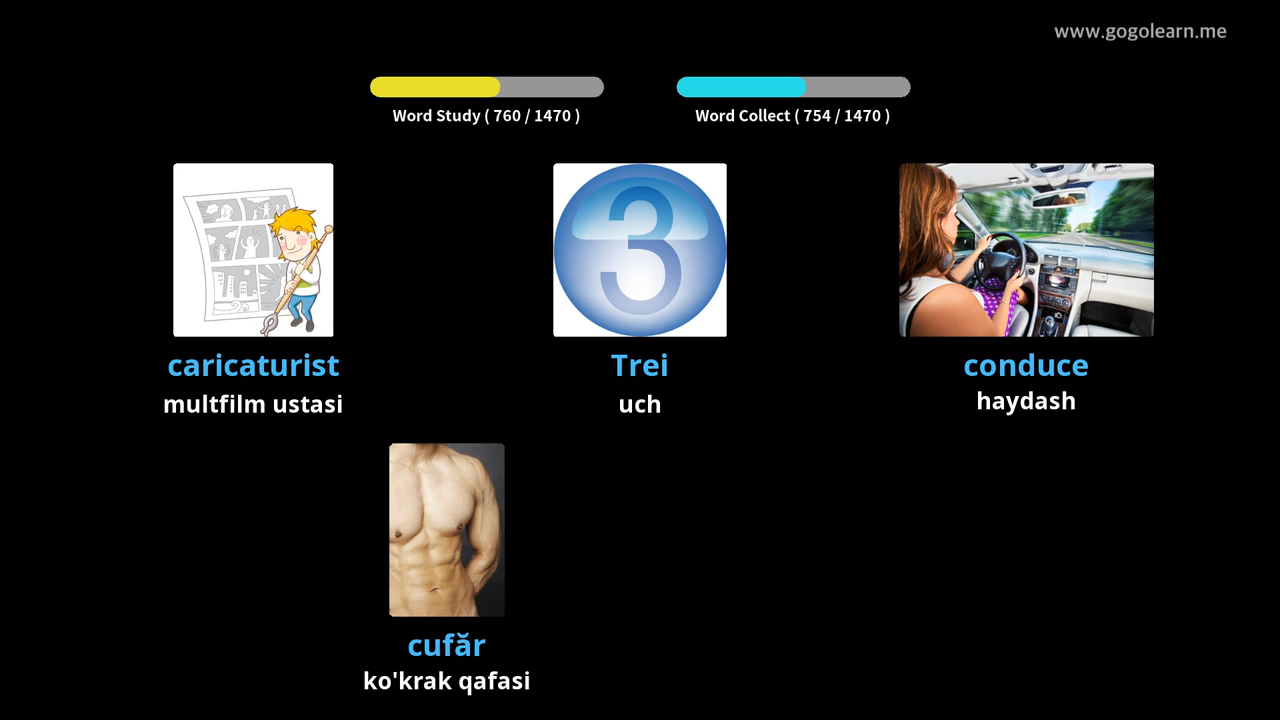 www.gogolearn.me
Word Study ( 760 / 1470 )
Word Collect ( 754 / 1470 )
3
caricaturist
multfilm ustasi
Trei
uch
conduce
haydash
cufăr
ko'krak qafasi